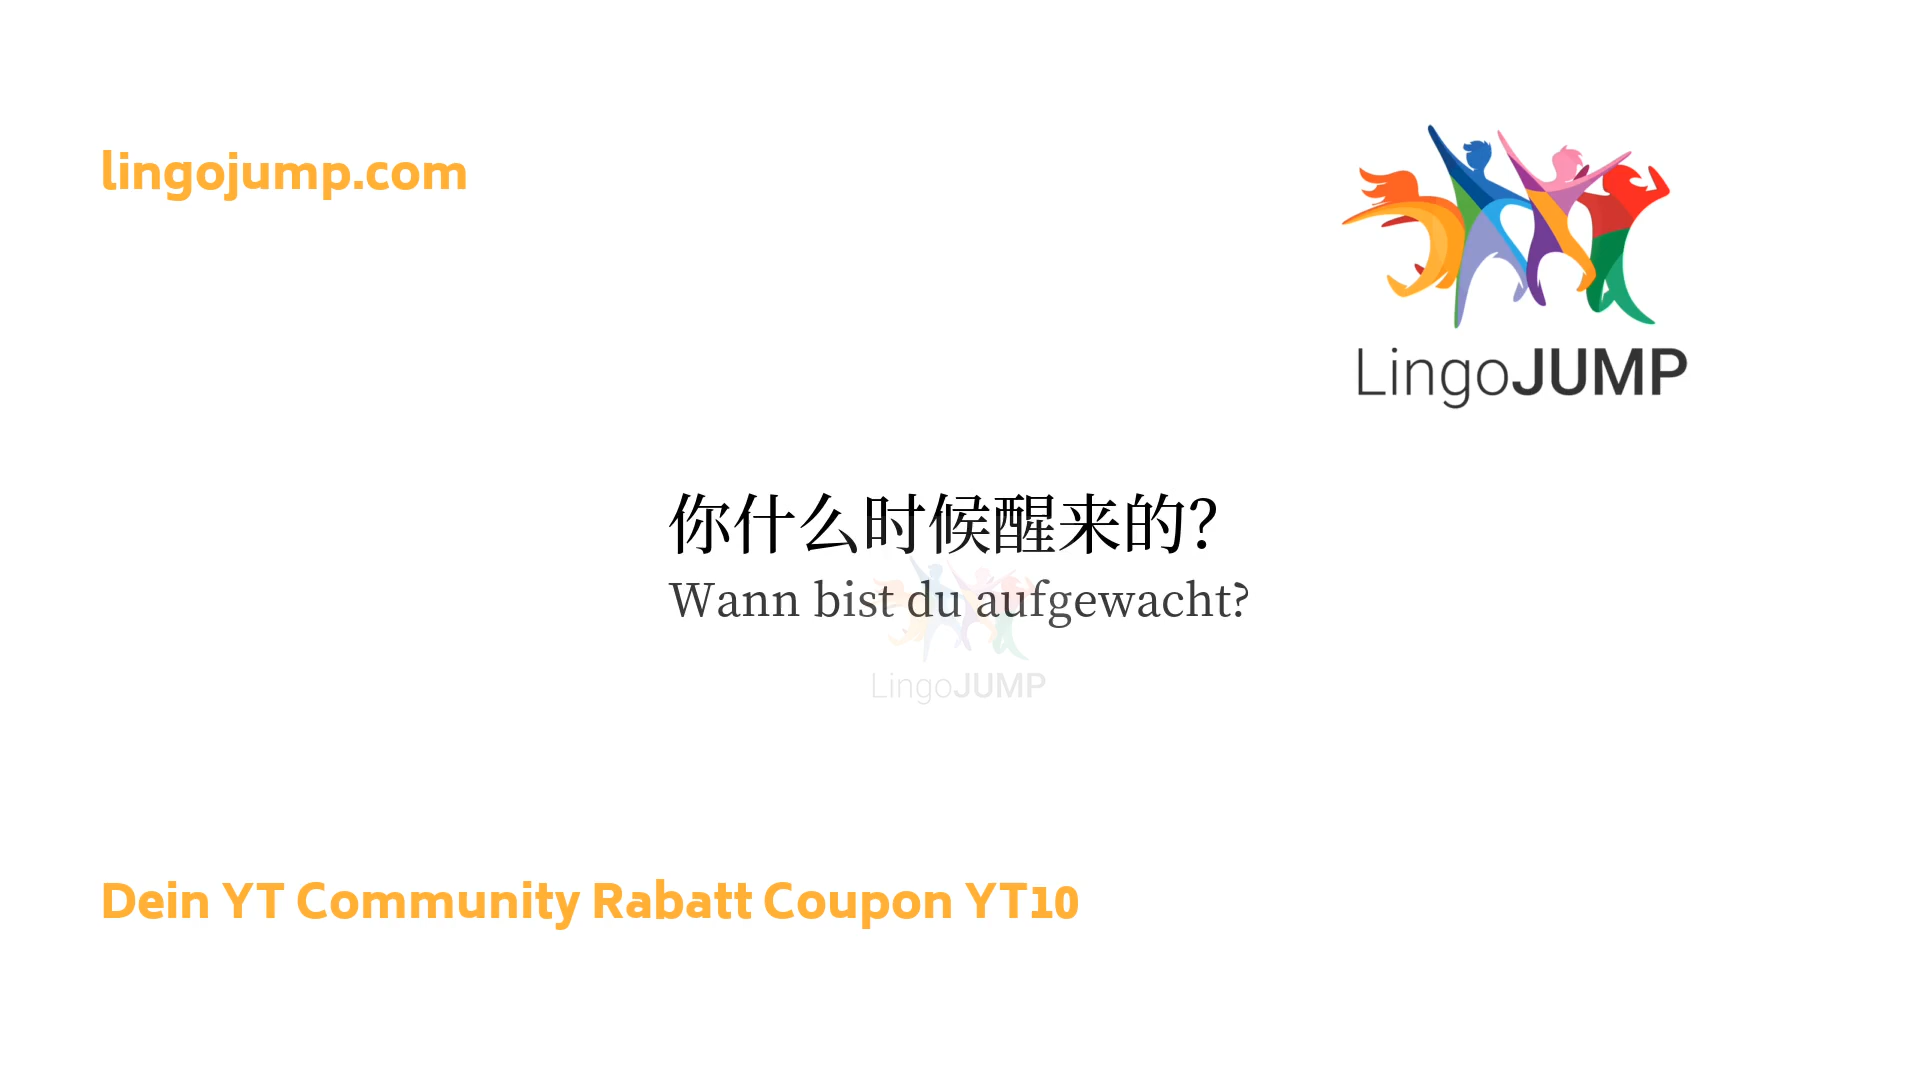 lingojump.com
LingoJUMP
你什么时候醒来的?
Wann bist du aufgewacht?
LingoJUMP
Dein YT Community Rabatt Coupon YT10